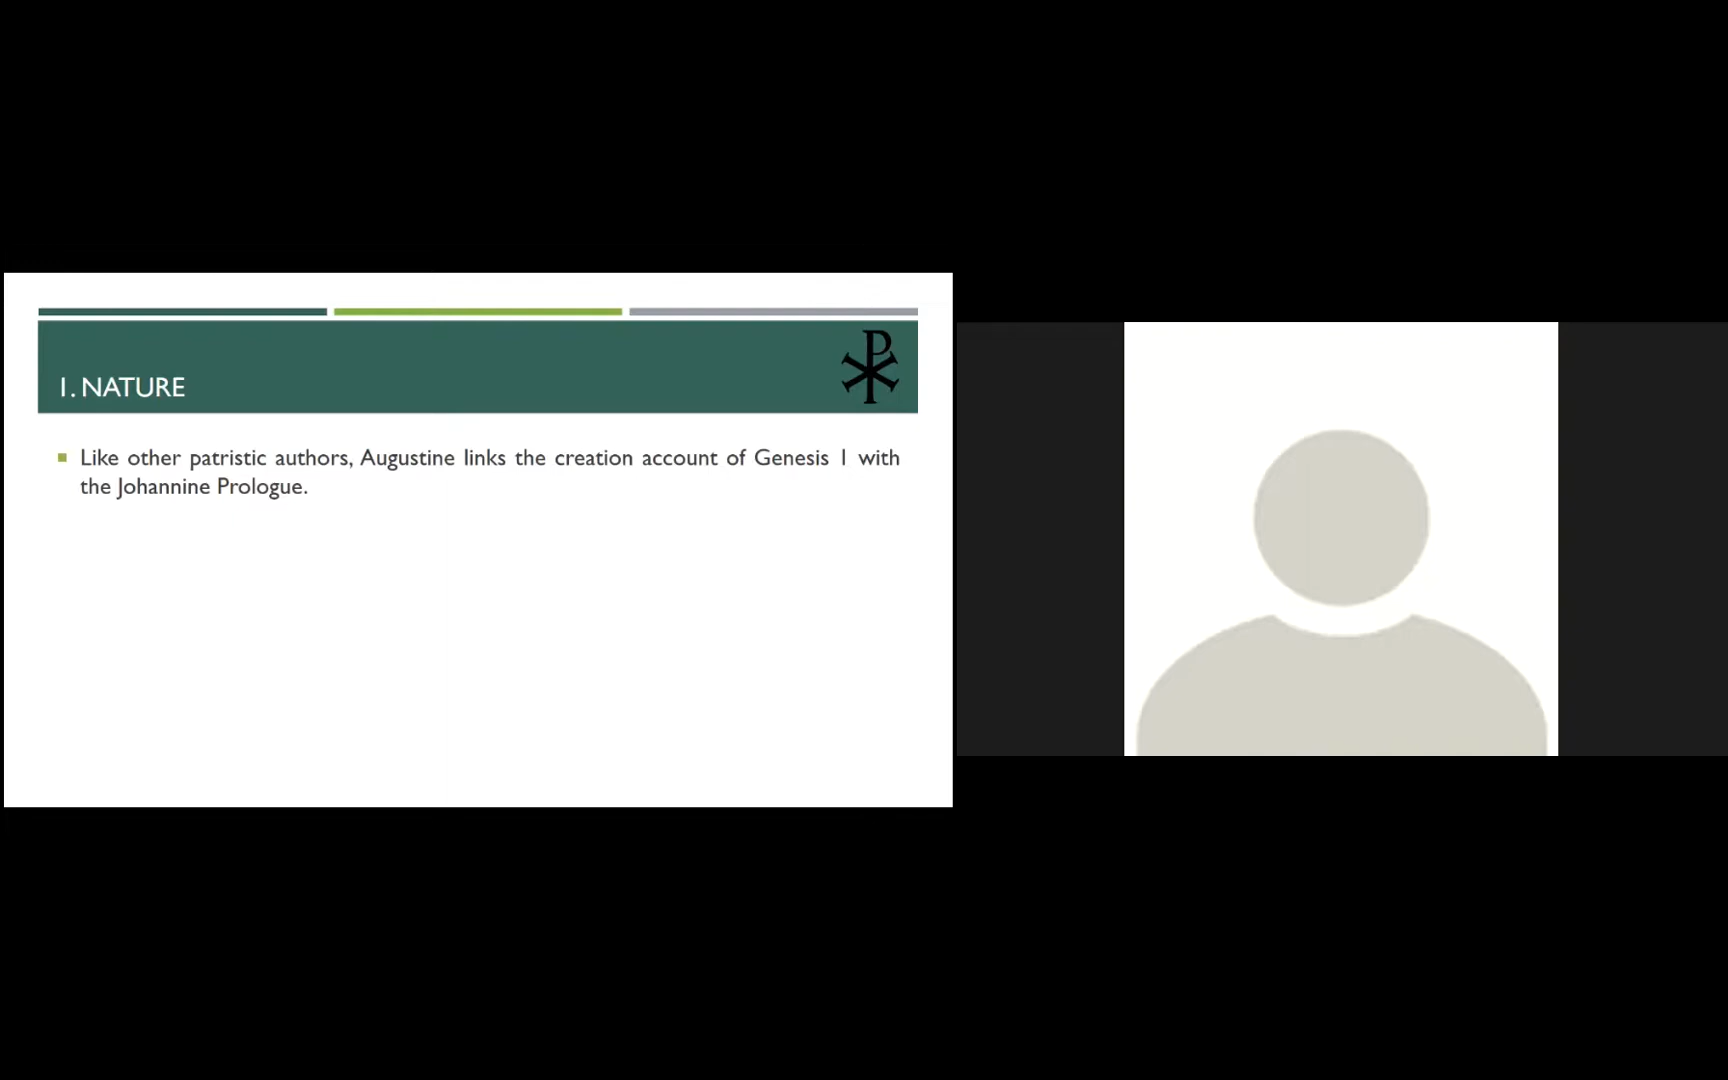 1. NATURE
Like other patristic authors, Augustine links the creation account of Genesis 1 with
the Johannine Prologue.